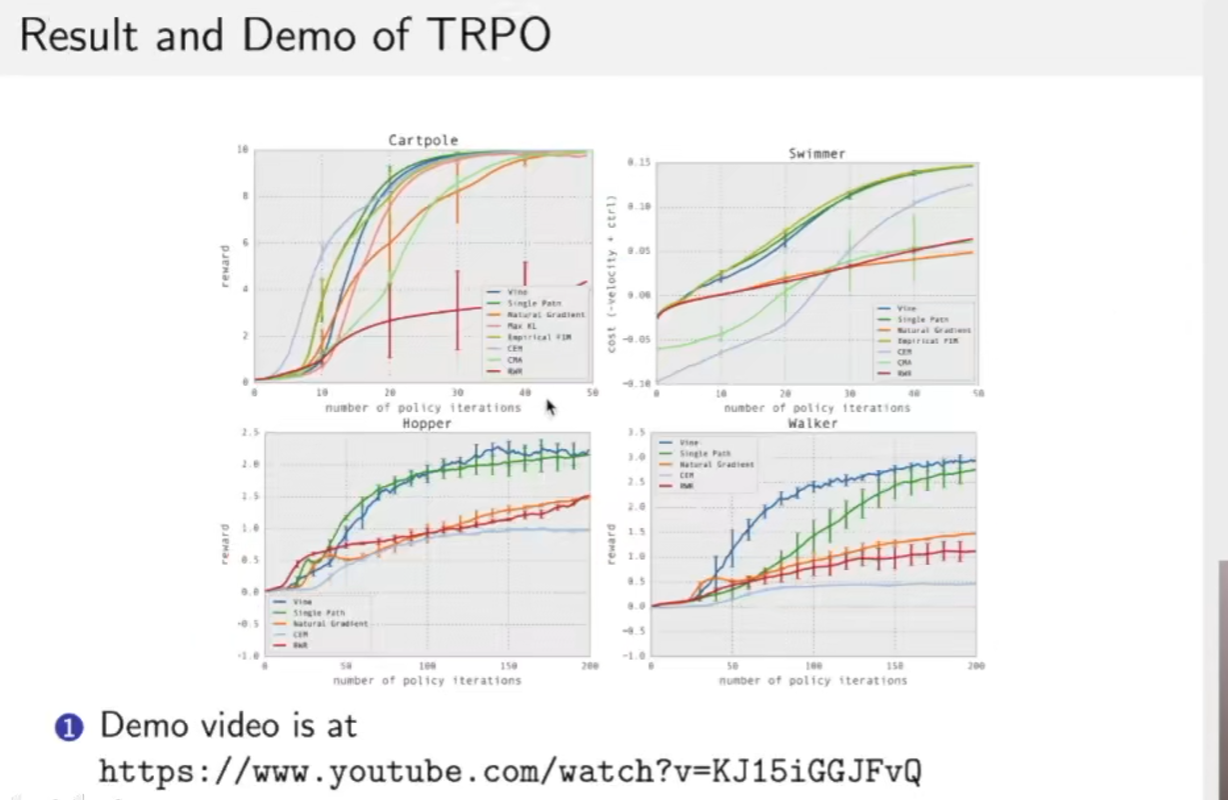 Result and Demo of TRPO
Cartpole
10
8
6
4
2
0
reward
0 10 20 30 40 50
number of policy iterations
Vine
Single Path
Natural Gradient
Max KL
Empirical FIM
CEM
CMA
RWR
Swimmer
0.15
0.10
0.05
0.00
-0.05
-0.10
cost (-velocity + ctrl)
0 10 20 30 40 50
number of policy iterations
Vine
Single Path
Natural Gradient
Empirical FIM
CEM
CMA
RWR
Hopper
2.5
2.0
1.5
1.0
0.5
0.0
-0.5
-1.0
reward
0 50 100 150 200
number of policy iterations
Vine
Single Path
Natural Gradient
CEM
RWR
Walker
3.5
3.0
2.5
2.0
1.5
1.0
0.5
0.0
-0.5
-1.0
reward
0 50 100 150 200
number of policy iterations
Vine
Single Path
Natural Gradient
CEM
RWR
1 Demo video is at
https://www.youtube.com/watch?v=KJ15iGGJFvQ